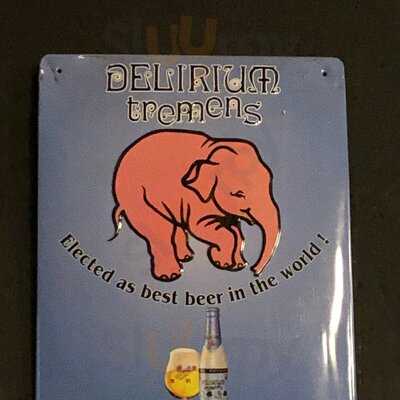 DELIRIUM
tremens
Elected as best beer in the world !